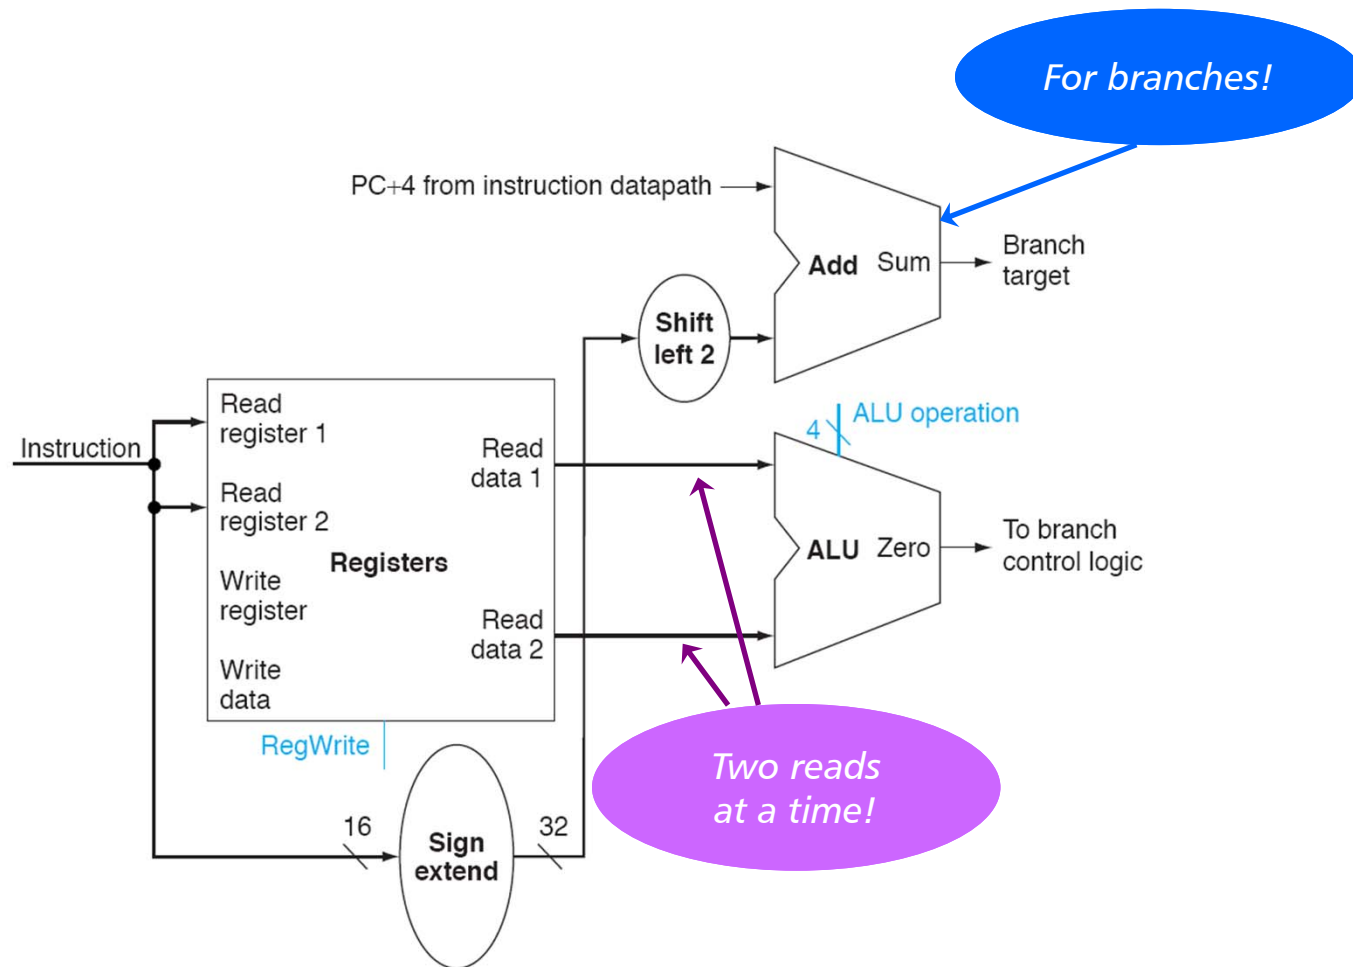 For branches!
PC+4 from instruction datapath
Add
Sum
Branch
target
Shift
left 2
ALU operation
4
Instruction
Read
register 1
Read
data 1
Read
register 2
Registers
Write
register
Read
data 2
Write
data
ALU
Zero
To branch
control logic
RegWrite
Two reads
at a time!
16
Sign
extend
32